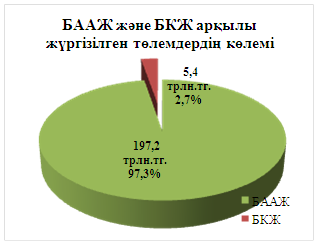 БААЖ және БКЖ арқылы
жүргізілген төлемдердің көлемі
5,4
трлн.тг.
2,7%
197,2
трлн.тг.
97,3%
БААЖ
БКЖ